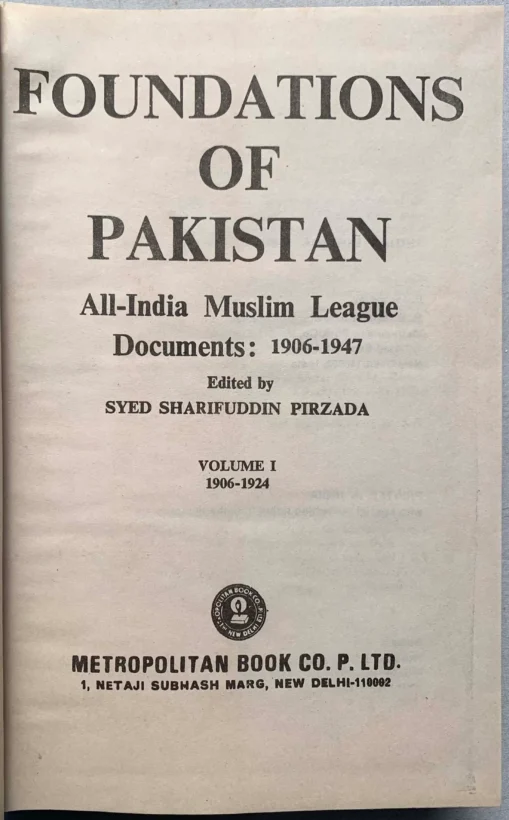 FOUNDATIONS
OF
PAKISTAN
All-India Muslim League
Documents: 1906-1947
Edited by
SYED SHARIFUDDIN PIRZADA
VOLUME I
1906-1924
METROPOLITAN BOOK CO. P. LTD.
1, NETAJI SUBHASH MARG, NEW DELHI-110002